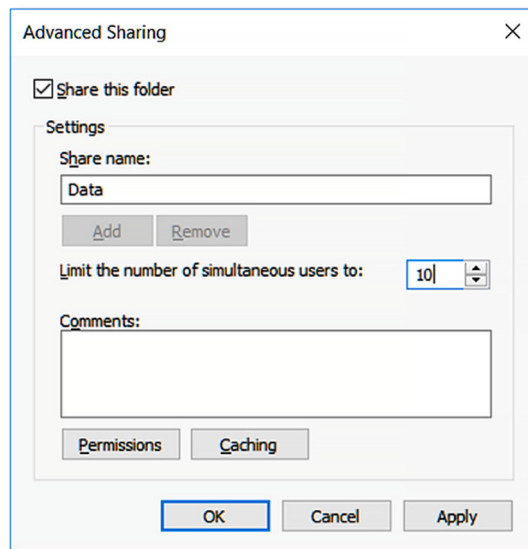 Advanced Sharing
Share this folder
Settings
Share name:
Data
Add Remove
Limit the number of simultaneous users to: 10
Comments:
Permissions Caching
OK Cancel Apply